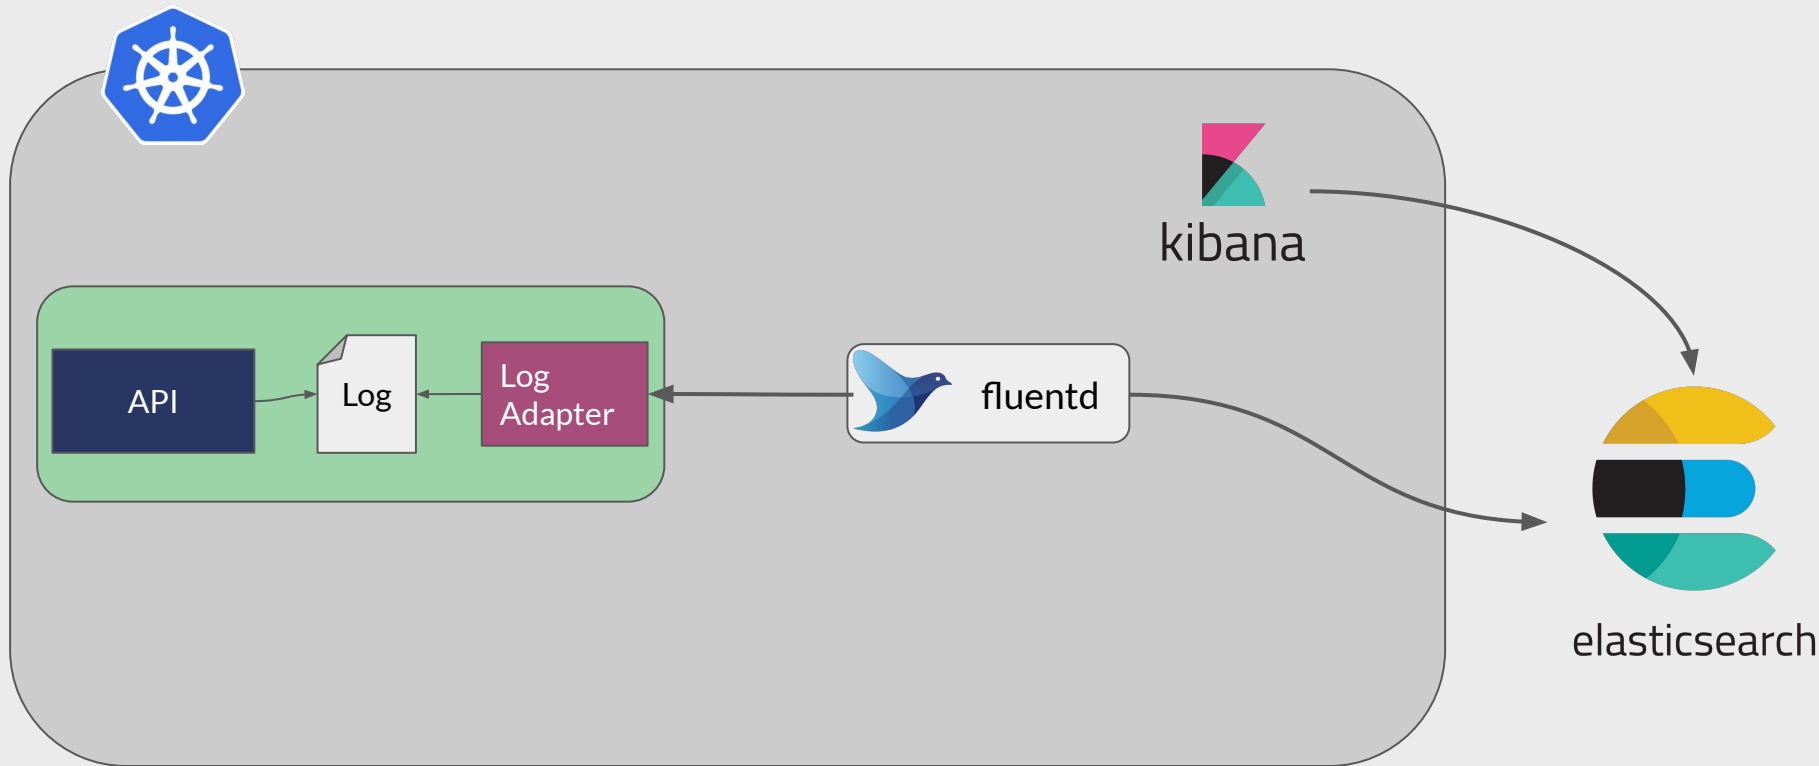 kibana
API
Log
Log
Adapter
fluentd
elasticsearch